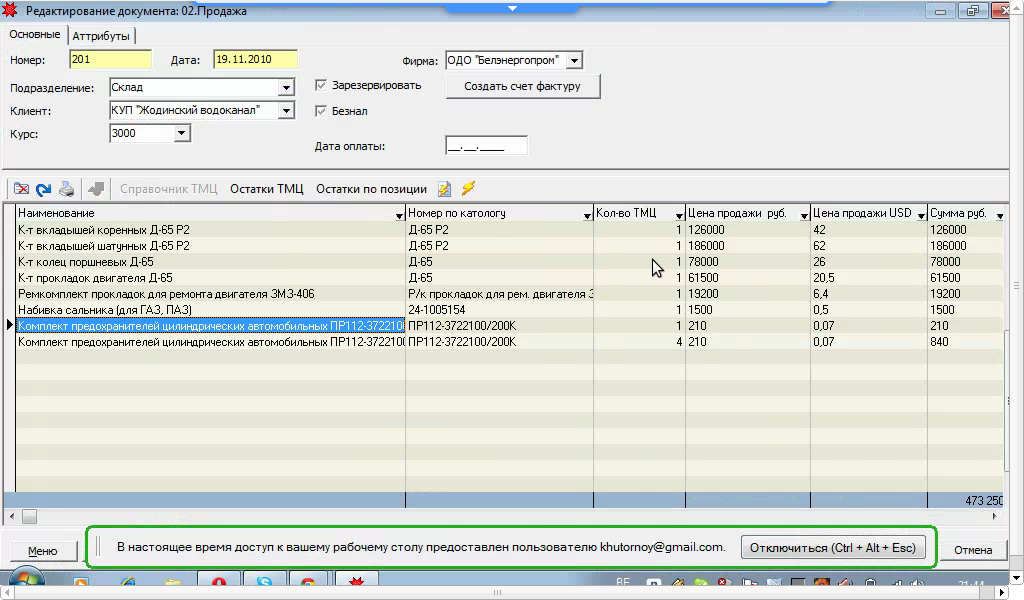 Редактирование документа: 02.Продажа
Основные Аттрибуты
Номер: 201 Дата: 19.11.2010 Фирма: ОДО "Белэнергопром"
Подразделение: Склад Зарезервировать Создать счет фактуру
Клиент: КУП "Жодинский водоканал" Безнал
Курс: 3000
Дата оплаты: __.__.____
Справочник ТМЦ Остатки ТМЦ Остатки по позиции
Наименование Номер по катологу Кол-во ТМЦ Цена продажи руб. Цена продажи USD Сумма руб.
К-т вкладышей коренных Д-65 Р2 Д-65 Р2 1 126000 42 126000
К-т вкладышей шатунных Д-65 Р2 Д-65 Р2 1 186000 62 186000
К-т колец поршневых Д-65 Д-65 1 78000 26 78000
К-т прокладок двигателя Д-65 Д-65 1 61500 20,5 61500
Ремкомплект прокладок для ремонта двигателя ЗМЗ-406 Р/к прокладок для рем. двигателя З 1 19200 6,4 19200
Набивка сальника (для ГАЗ, ПАЗ) 24-1005154 1 1500 0,5 1500
Комплект предохранителей цилиндрических автомобильных ПР112-372210 ПР112-3722100/200К 1 210 0,07 210
Комплект предохранителей цилиндрических автомобильных ПР112-372210 ПР112-3722100/200К 4 210 0,07 840
473 250
Меню В настоящее время доступ к вашему рабочему столу предоставлен пользователю khutornoy@gmail.com. Отключиться (Ctrl + Alt + Esc) Отмена
BE 21:44